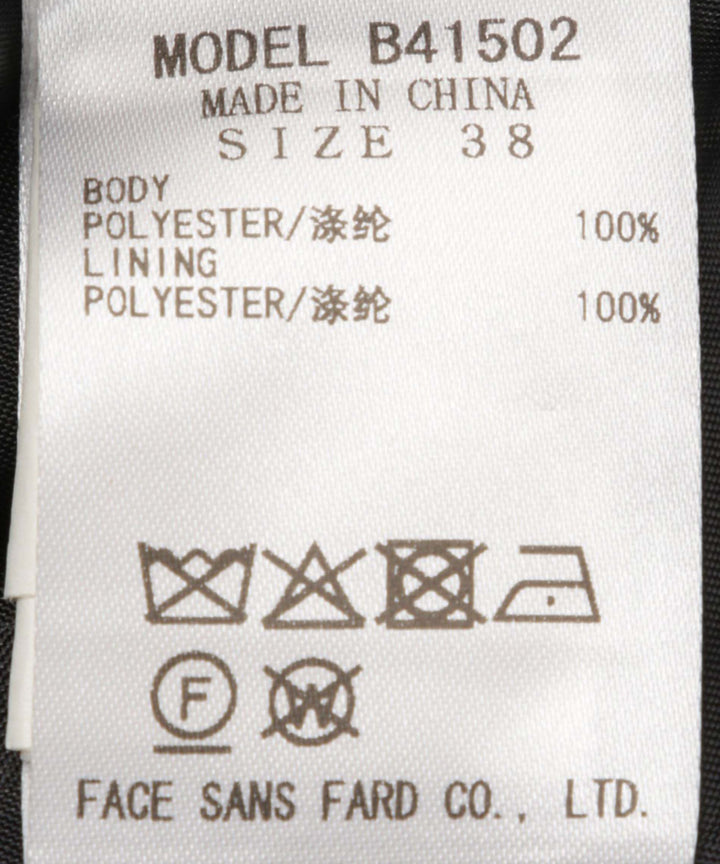 MODEL B41502
MADE IN CHINA
SIZE 38
BODY
POLYESTER/涤纶 100%
LINING
POLYESTER/涤纶 100%
F W
FACE SANS FARD CO., LTD.